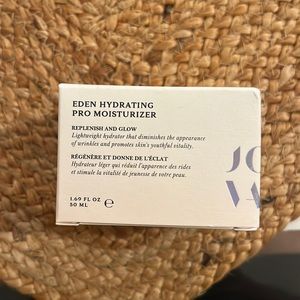 EDEN HYDRATING
PRO MOISTURIZER
REPLENISH AND GLOW
Lightweight hydrator that diminishes the appearance
of wrinkles and promotes skin's youthful vitality.
RÉGÉNÈRE ET DONNE DE L'ÉCLAT
Hydrateur léger qui réduit l'apparence des rides
et stimule la vitalité de jeunesse de votre peau.
1.69 FL OZ
50 ML ℮
JO
VA